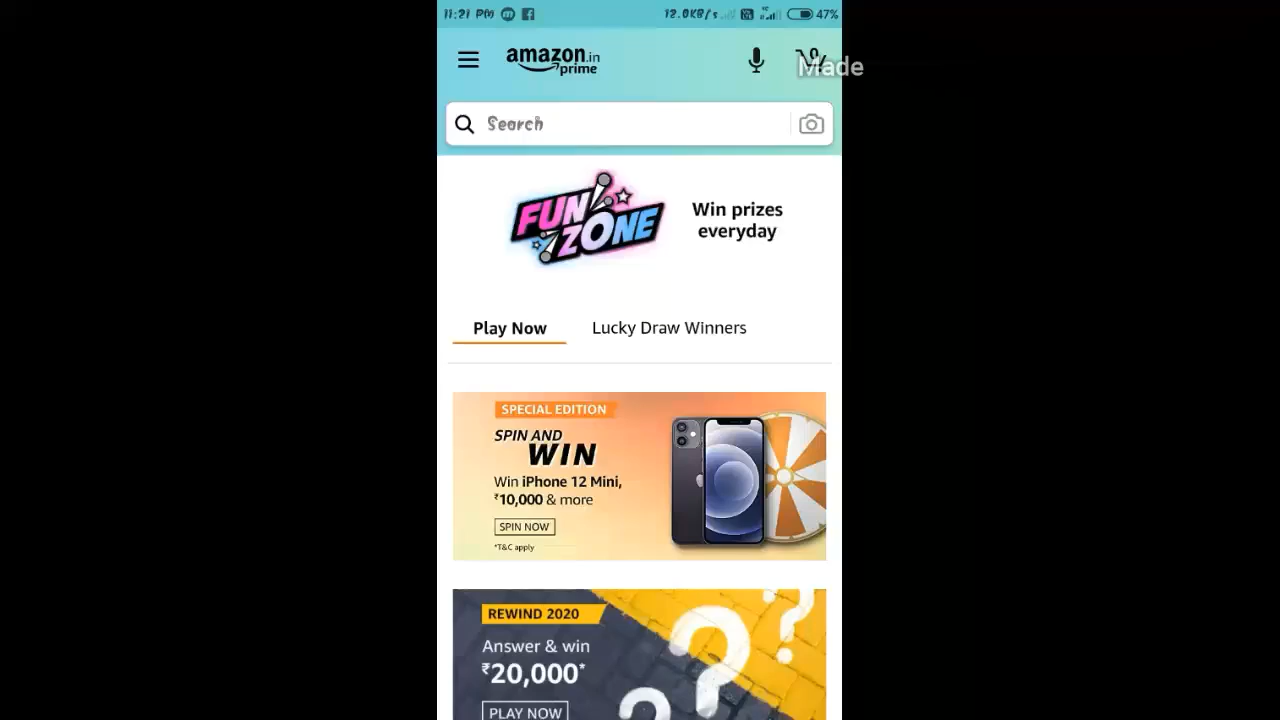 11:21 PM 12.0KB/s 47%
amazon.in
prime
0
Made
Search
FUN
ZONE
Win prizes
everyday
Play Now Lucky Draw Winners
SPECIAL EDITION
SPIN AND
WIN
Win iPhone 12 Mini,
₹10,000 & more
SPIN NOW
*T&C apply
REWIND 2020
Answer & win
₹20,000*
PLAY NOW